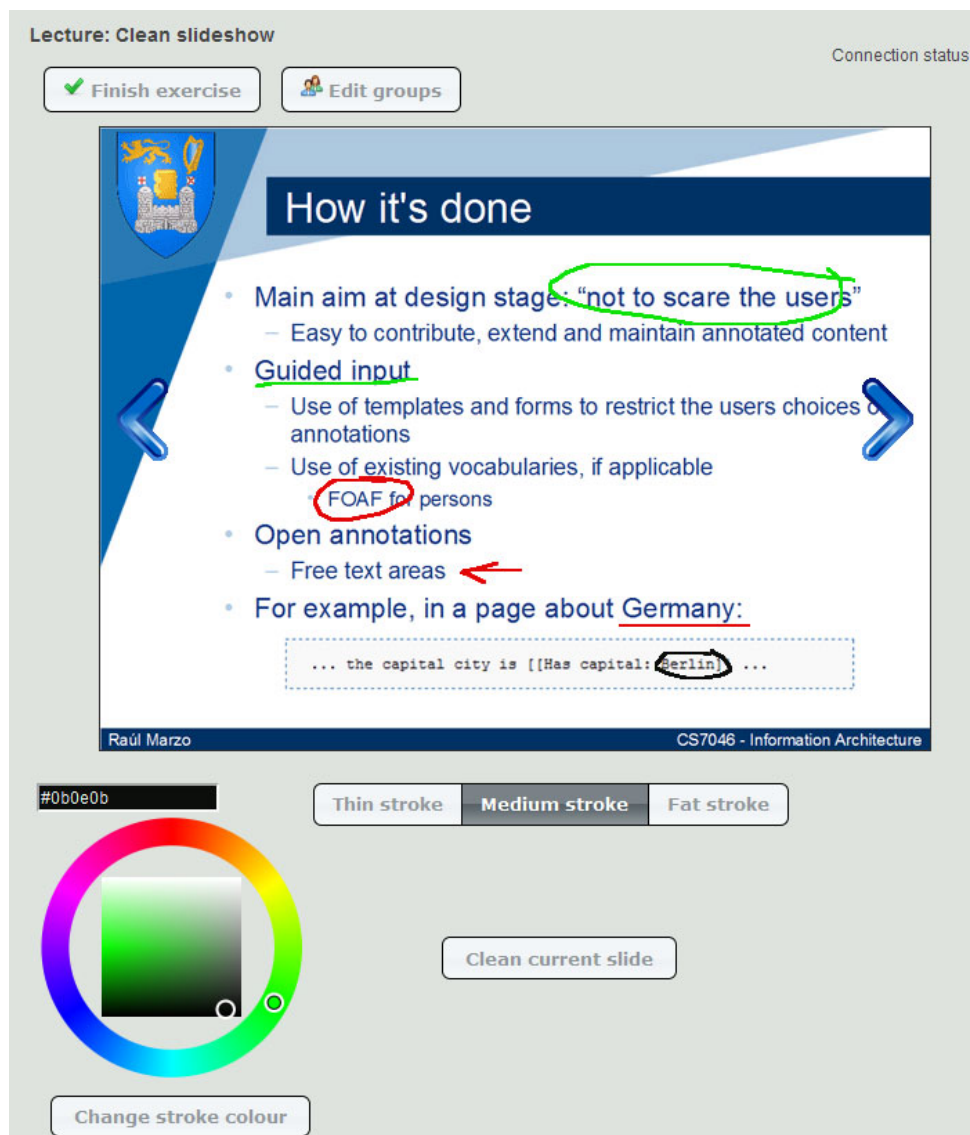 Lecture: Clean slideshow
Connection status
Finish exercise
Edit groups
How it's done
• Main aim at design stage: “not to scare the users”
– Easy to contribute, extend and maintain annotated content
• Guided input
– Use of templates and forms to restrict the users choices
annotations
– Use of existing vocabularies, if applicable
• FOAF for persons
• Open annotations
– Free text areas
• For example, in a page about Germany:
... the capital city is [[Has capital: Berlin] ...
Raúl Marzo
CS7046 - Information Architecture
#0b0e0b
Thin stroke
Medium stroke
Fat stroke
Clean current slide
Change stroke colour